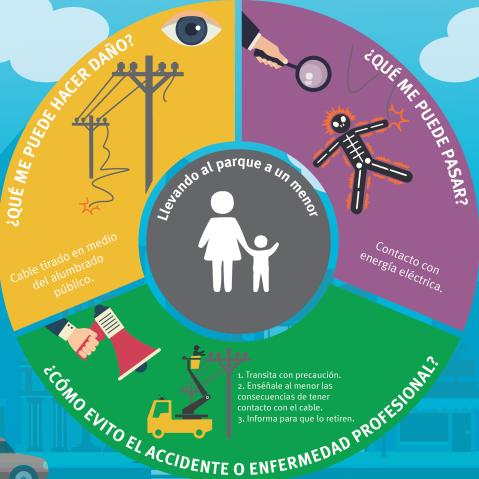 ¿QUÉ ME PUEDE HACER DAÑO?
Cable tirado en medio
del alumbrado
público.
¿QUÉ ME PUEDE PASAR?
Contacto con
energía eléctrica.
Llevando al parque a un menor
¿CÓMO EVITO EL ACCIDENTE O ENFERMEDAD PROFESIONAL?
1. Transita con precaución.
2. Enséñale al menor las
consecuencias de tener
contacto con el cable.
3. Informa para que lo retiren.